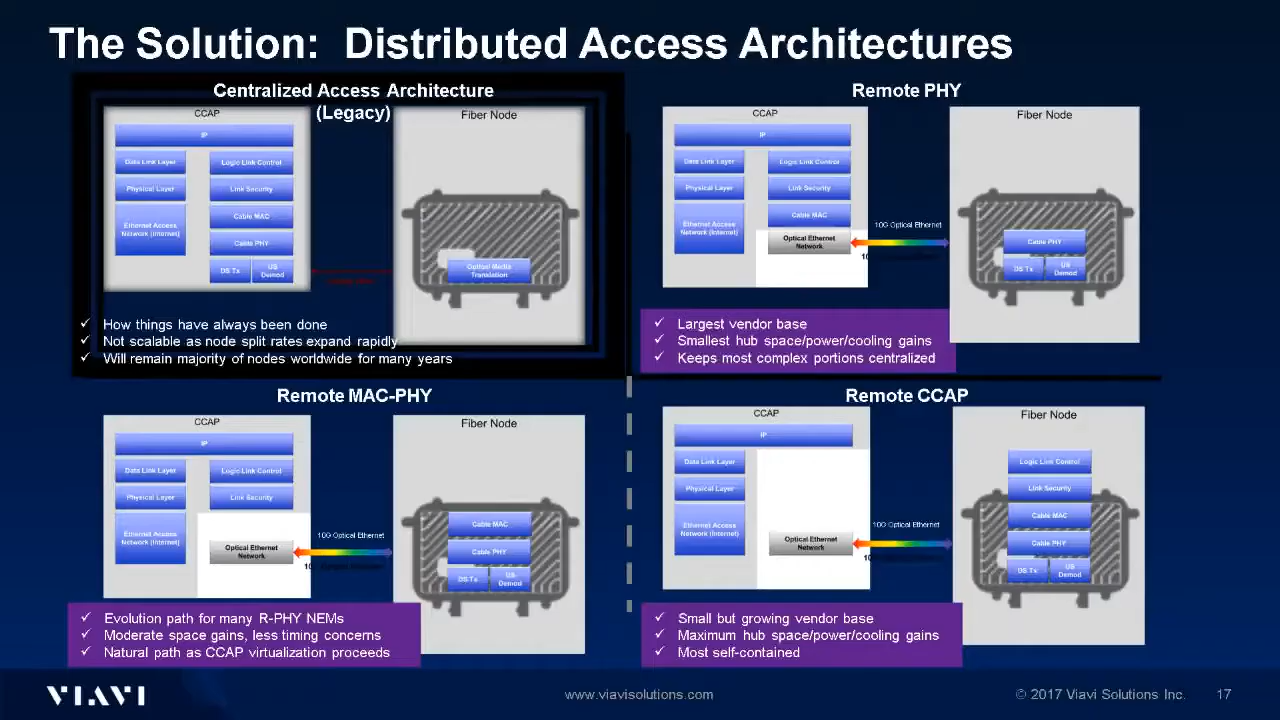 The Solution: Distributed Access Architectures
Centralized Access Architecture
(Legacy)
CCAP
IP
Data Link Layer
Logic Link Control
Physical Layer
Link Security
Ethernet Access
Network (Internet)
Cable MAC
Cable PHY
DS Tx
US
Demod
Fiber Node
Optical Media
Translation
✓ How things have always been done
✓ Not scalable as node split rates expand rapidly
✓ Will remain majority of nodes worldwide for many years
Remote PHY
CCAP
IP
Data Link Layer
Logic Link Control
Physical Layer
Link Security
Ethernet Access
Network (Internet)
Cable MAC
Optical Ethernet
Network
10G Optical Ethernet
Fiber Node
Cable PHY
DS Tx
US
Demod
✓ Largest vendor base
✓ Smallest hub space/power/cooling gains
✓ Keeps most complex portions centralized
Remote MAC-PHY
CCAP
IP
Data Link Layer
Logic Link Control
Physical Layer
Link Security
Ethernet Access
Network (Internet)
Optical Ethernet
Network
10G Optical Ethernet
Fiber Node
Cable MAC
Cable PHY
DS Tx
US
Demod
✓ Evolution path for many R-PHY NEMs
✓ Moderate space gains, less timing concerns
✓ Natural path as CCAP virtualization proceeds
Remote CCAP
CCAP
IP
Data Link Layer
Physical Layer
Ethernet Access
Network (Internet)
Optical Ethernet
Network
10G Optical Ethernet
Fiber Node
Logic Link Control
Link Security
Cable MAC
Cable PHY
DS Tx
US
Demod
✓ Small but growing vendor base
✓ Maximum hub space/power/cooling gains
✓ Most self-contained
VIAVI
www.viavisolutions.com
© 2017 Viavi Solutions Inc.
17